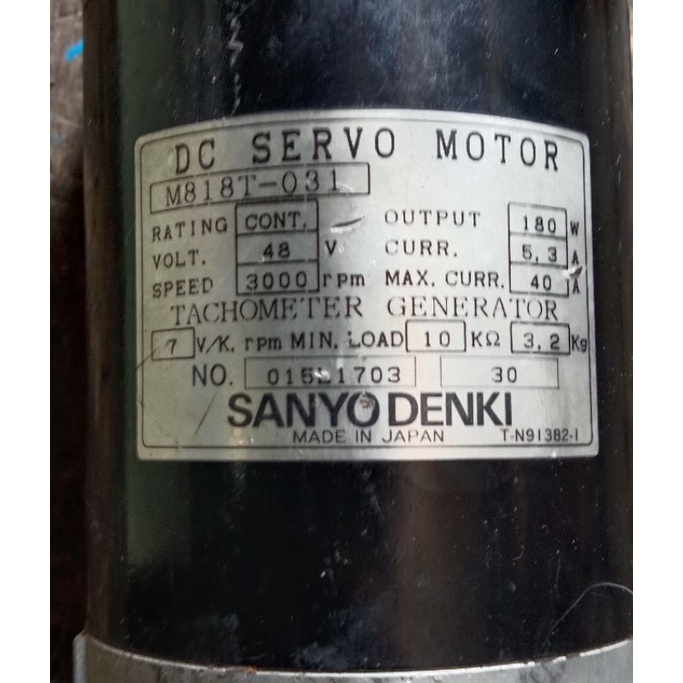 DC SERVO MOTOR
M818T-031
RATING CONT. OUTPUT 180 W
VOLT. 48 V CURR. 5.3 A
SPEED 3000 rpm MAX. CURR. 40 A
TACHOMETER GENERATOR
7 V/K. rpm MIN. LOAD 10 KΩ 3.2 Kg
NO. 30
SANYO DENKI
MADE IN JAPAN T-N91382-1